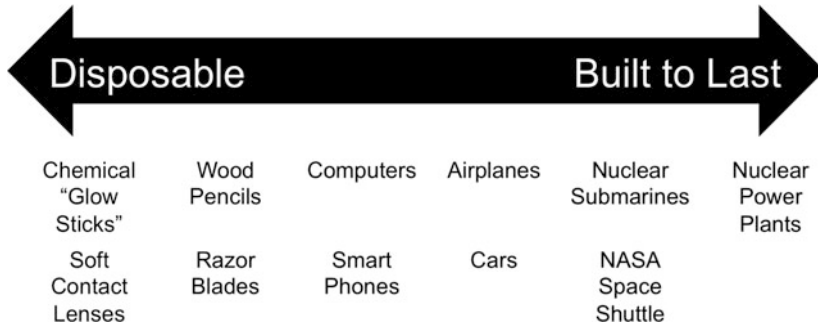 Disposable Built to Last
Chemical Wood Computers Airplanes Nuclear Nuclear
“Glow Pencils Submarines Power
Sticks” Plants
Soft Razor Smart Cars NASA
Contact Blades Phones Space
Lenses Shuttle